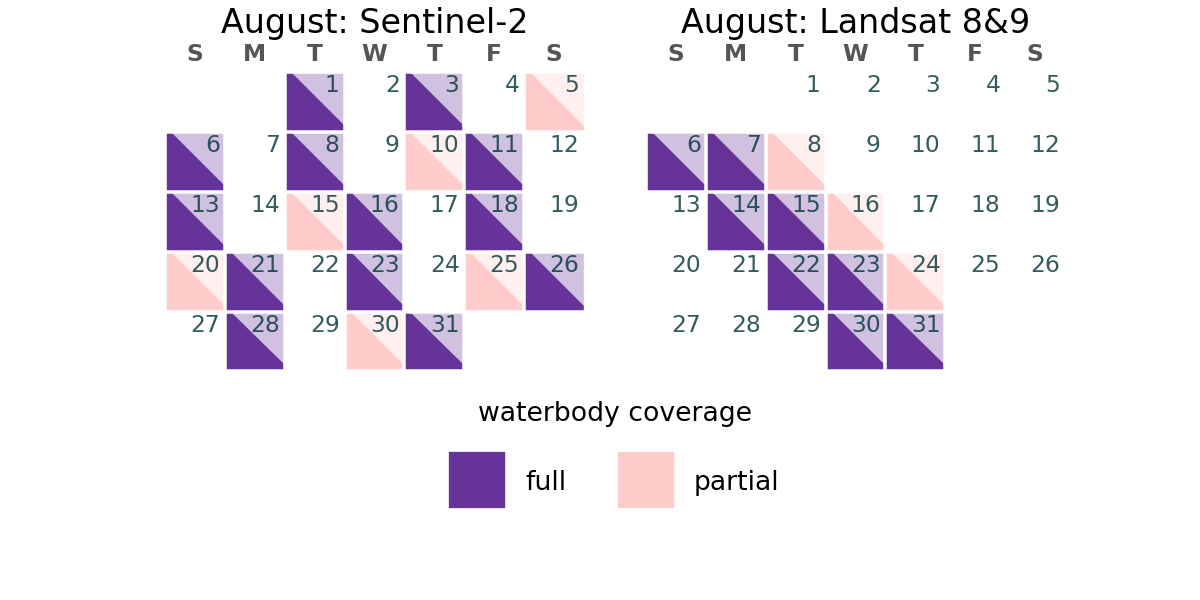 August: Sentinel-2
S M T W T F S
1 2 3 4 5
6 7 8 9 10 11 12
13 14 15 16 17 18 19
20 21 22 23 24 25 26
27 28 29 30 31
August: Landsat 8&9
S M T W T F S
1 2 3 4 5
6 7 8 9 10 11 12
13 14 15 16 17 18 19
20 21 22 23 24 25 26
27 28 29 30 31
waterbody coverage
full partial